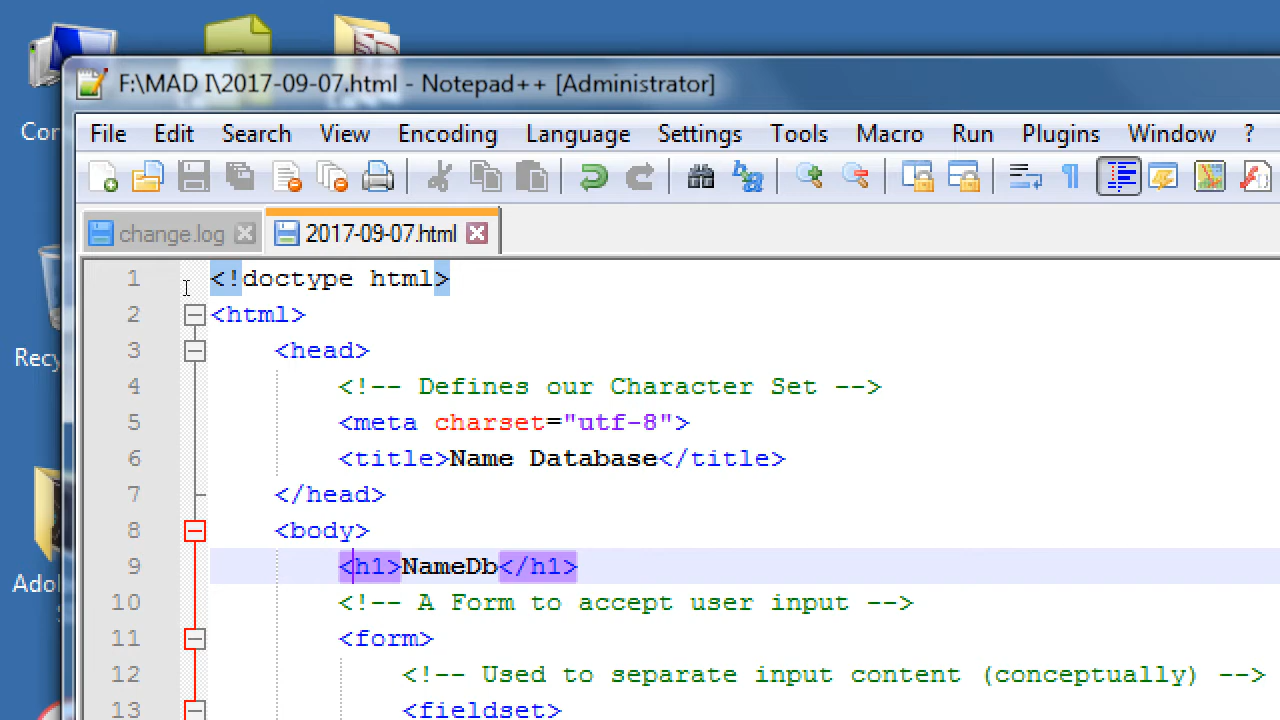 F:\MAD I\2017-09-07.html - Notepad++ [Administrator]
File Edit Search View Encoding Language Settings Tools Macro Run Plugins Window ?
change.log 2017-09-07.html
1 <!doctype html>
2 <html>
3 <head>
4 <!-- Defines our Character Set -->
5 <meta charset="utf-8">
6 <title>Name Database</title>
7 </head>
8 <body>
9 <h1>NameDb</h1>
10 <!-- A Form to accept user input -->
11 <form>
12 <!-- Used to separate input content (conceptually) -->
13 <fieldset>